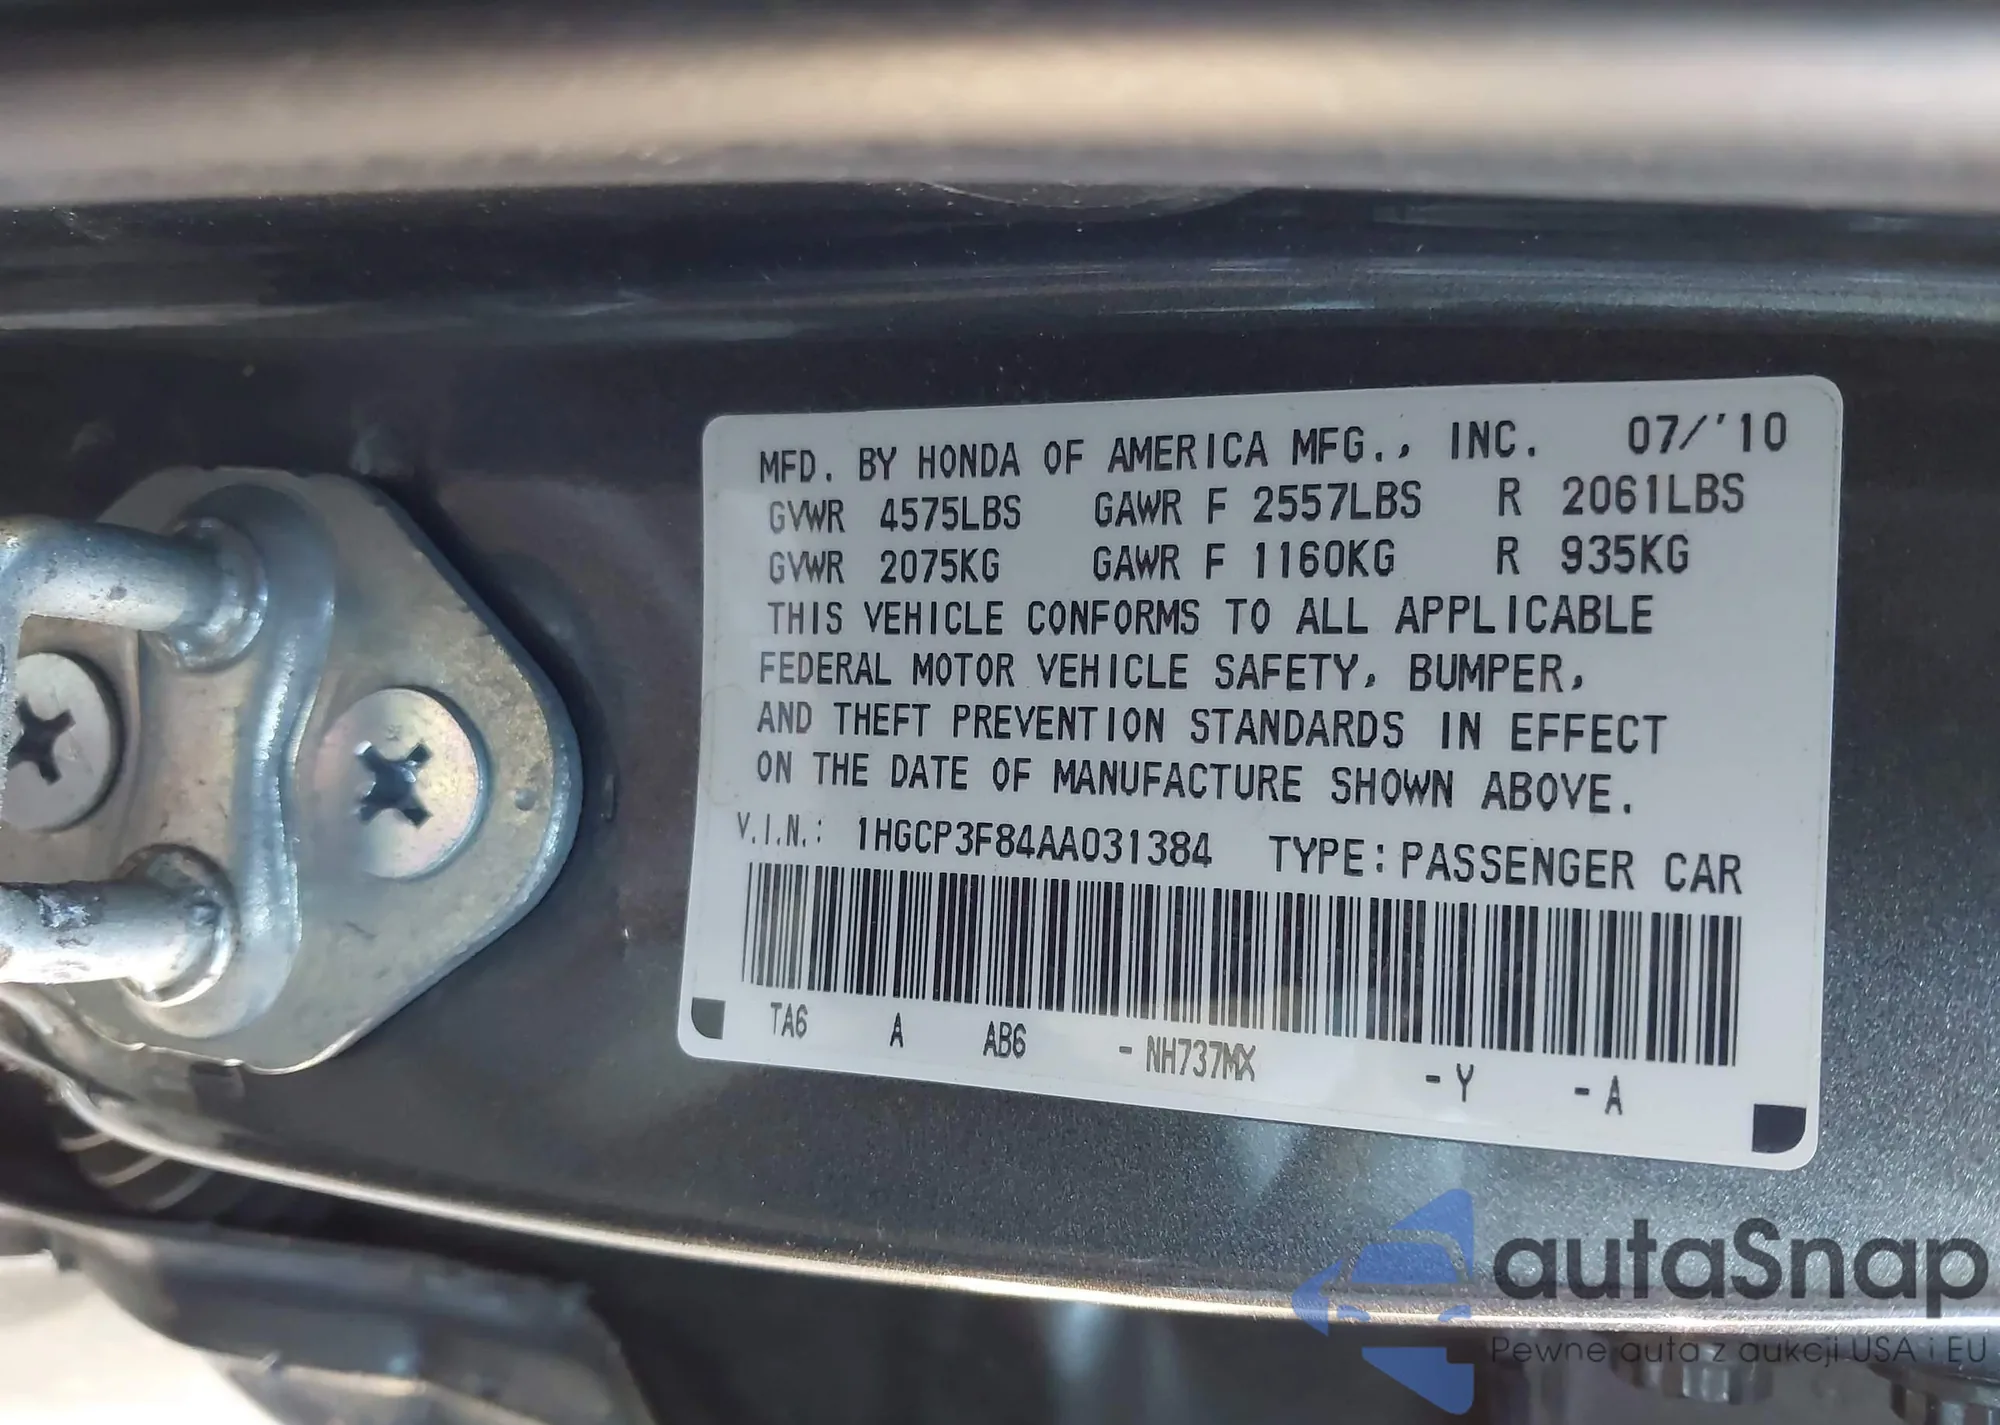 MFD. BY HONDA OF AMERICA MFG., INC. 07/'10
GVWR 4575LBS GAWR F 2557LBS R 2061LBS
GVWR 2075KG GAWR F 1160KG R 935KG
THIS VEHICLE CONFORMS TO ALL APPLICABLE
FEDERAL MOTOR VEHICLE SAFETY, BUMPER,
AND THEFT PREVENTION STANDARDS IN EFFECT
ON THE DATE OF MANUFACTURE SHOWN ABOVE.
V.I.N.: 1HGCP3F84AA031384 TYPE: PASSENGER CAR
TA6 A AB6 -NH737MX -Y -A
autaSnap
Pewne auta z aukcji USA i EU